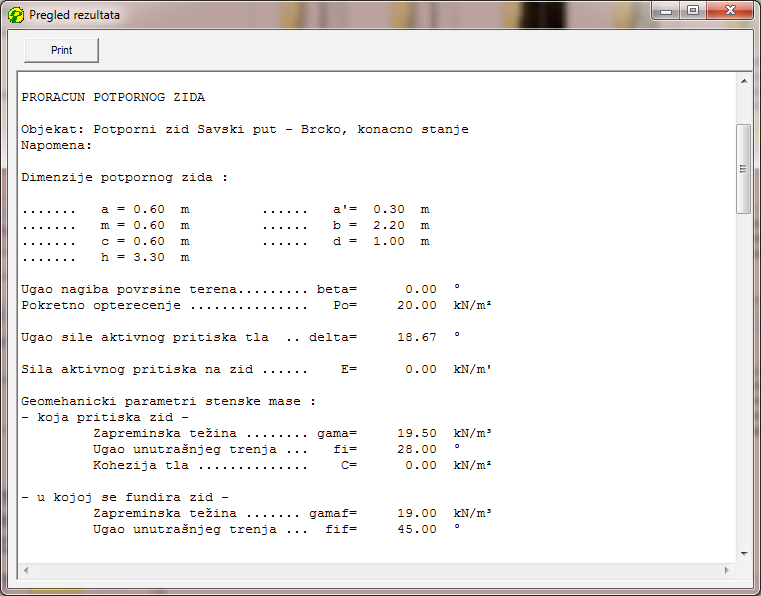 Pregled rezultata
Print
PRORACUN POTPORNOG ZIDA
Objekat: Potporni zid Savski put - Brcko, konacno stanje
Napomena:
Dimenzije potpornog zida :
....... a = 0.60 m ...... a'= 0.30 m
....... m = 0.60 m ...... b = 2.20 m
....... c = 0.60 m ...... d = 1.00 m
....... h = 3.30 m
Ugao nagiba povrsine terena......... beta= 0.00 °
Pokretno opterecenje ............... Po= 20.00 kN/m²
Ugao sile aktivnog pritiska tla .. delta= 18.67 °
Sila aktivnog pritiska na zid ...... E= 0.00 kN/m'
Geomehanicki parametri stenske mase :
- koja pritiska zid -
Zapreminska težina ........ gama= 19.50 kN/m³
Ugao unutrašnjeg trenja ... fi= 28.00 °
Kohezija tla .............. C= 0.00 kN/m²
- u kojoj se fundira zid -
Zapreminska težina ....... gamaf= 19.00 kN/m³
Ugao unutrašnjeg trenja ... fif= 45.00 °